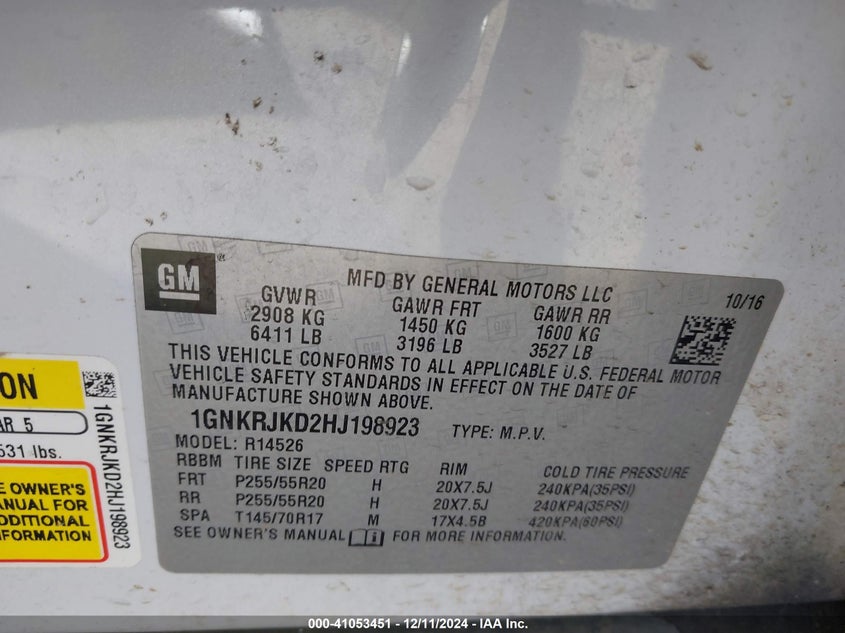 GM
®
MFD BY GENERAL MOTORS LLC
10/16
GVWR GAWR FRT GAWR RR
2908 KG 1450 KG 1600 KG
6411 LB 3196 LB 3527 LB
THIS VEHICLE CONFORMS TO ALL APPLICABLE U.S. FEDERAL MOTOR
VEHICLE SAFETY STANDARDS IN EFFECT ON THE DATE OF
MANUFACTURE SHOWN ABOVE.
1GNKRJKD2HJ198923 TYPE: M.P.V.
MODEL: R14526
RBBM TIRE SIZE SPEED RTG RIM COLD TIRE PRESSURE
FRT P255/55R20 H 20X7.5J 240KPA(35PSI)
RR P255/55R20 H 20X7.5J 240KPA(35PSI)
SPA T145/70R17 M 17X4.5B 420KPA(60PSI)
SEE OWNER'S MANUAL FOR MORE INFORMATION.
ION
AR 5
531 lbs.
E OWNER'S
ANUAL FOR
DDITIONAL
FORMATION
1GNKRJKD2HJ198923
000-41053451 - 12/11/2024 - IAA Inc.